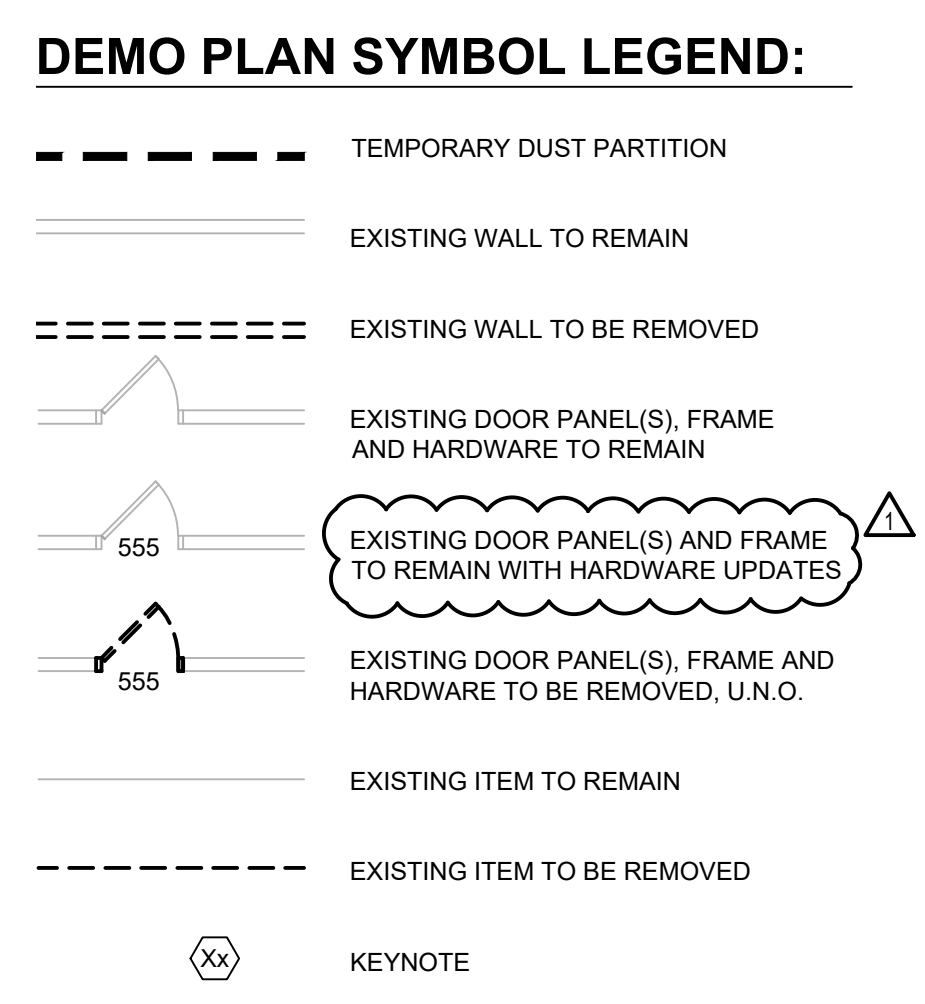 DEMO PLAN SYMBOL LEGEND:
TEMPORARY DUST PARTITION
EXISTING WALL TO REMAIN
EXISTING WALL TO BE REMOVED
EXISTING DOOR PANEL(S), FRAME
AND HARDWARE TO REMAIN
555
EXISTING DOOR PANEL(S) AND FRAME
TO REMAIN WITH HARDWARE UPDATES
1
555
EXISTING DOOR PANEL(S), FRAME AND
HARDWARE TO BE REMOVED, U.N.O.
EXISTING ITEM TO REMAIN
EXISTING ITEM TO BE REMOVED
Xx
KEYNOTE